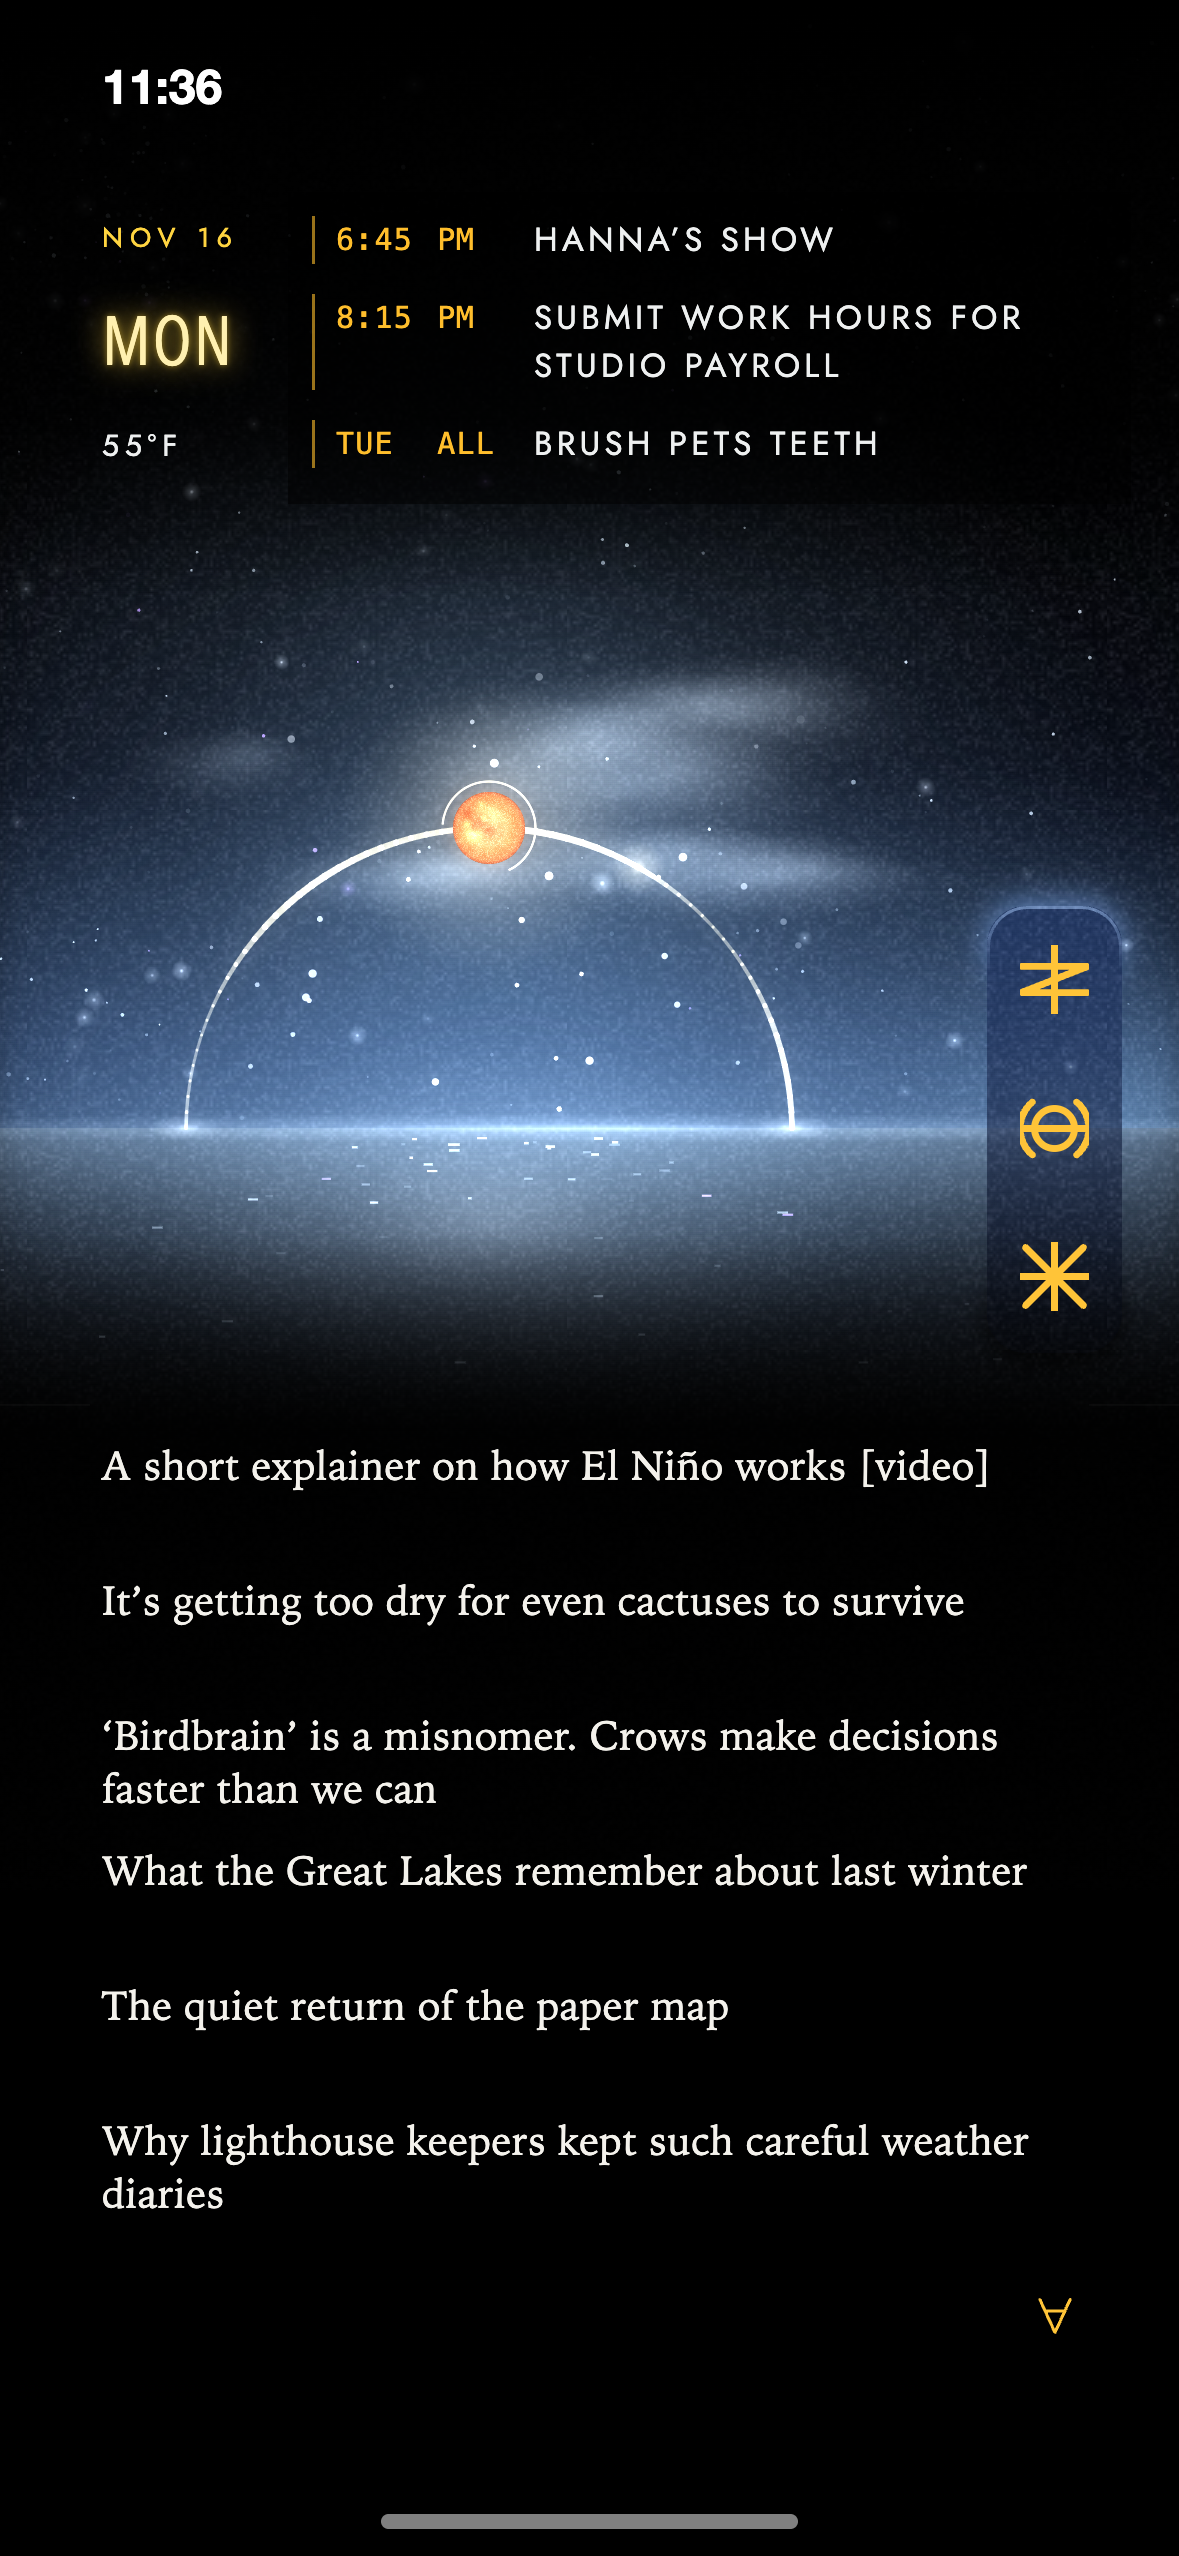 11:36
NOV 16
MON
55°F
6:45 PM HANNA’S SHOW
8:15 PM SUBMIT WORK HOURS FOR
STUDIO PAYROLL
TUE ALL BRUSH PETS TEETH
A short explainer on how El Niño works [video]
It’s getting too dry for even cactuses to survive
‘Birdbrain’ is a misnomer. Crows make decisions
faster than we can
What the Great Lakes remember about last winter
The quiet return of the paper map
Why lighthouse keepers kept such careful weather
diaries